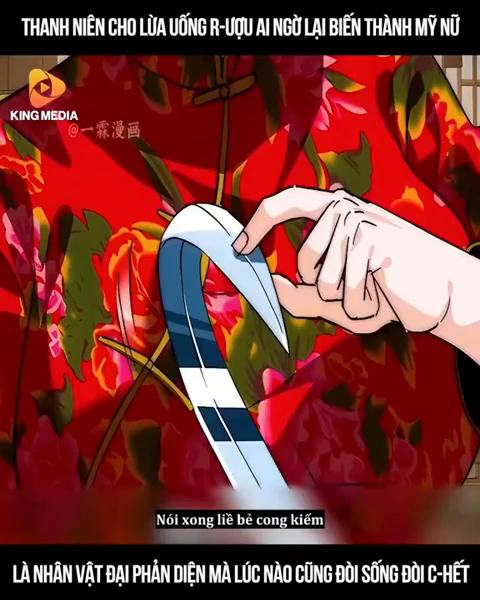 THANH NIÊN CHO LỪA UỐNG R-ƯỢU AI NGỜ LẠI BIẾN THÀNH MỸ NỮ
KING MEDIA
@一霖漫画
Nói xong liề bẻ cong kiếm
LÀ NHÂN VẬT ĐẠI PHẢN DIỆN MÀ LÚC NÀO CŨNG ĐÒI SỐNG ĐÒI C-HẾT